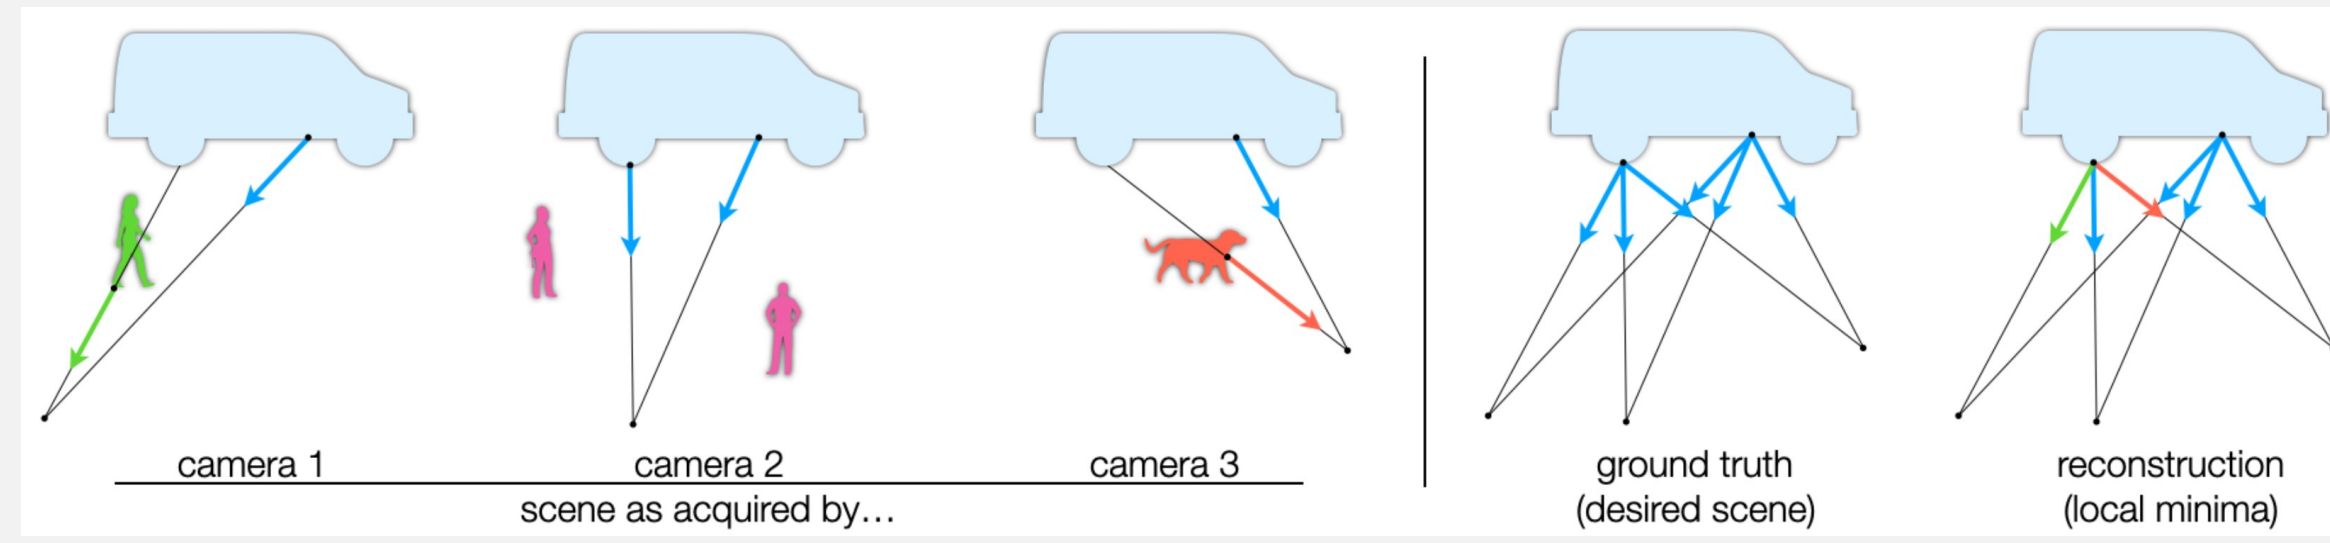 camera 1
camera 2
camera 3
scene as acquired by…
ground truth
(desired scene)
reconstruction
(local minima)